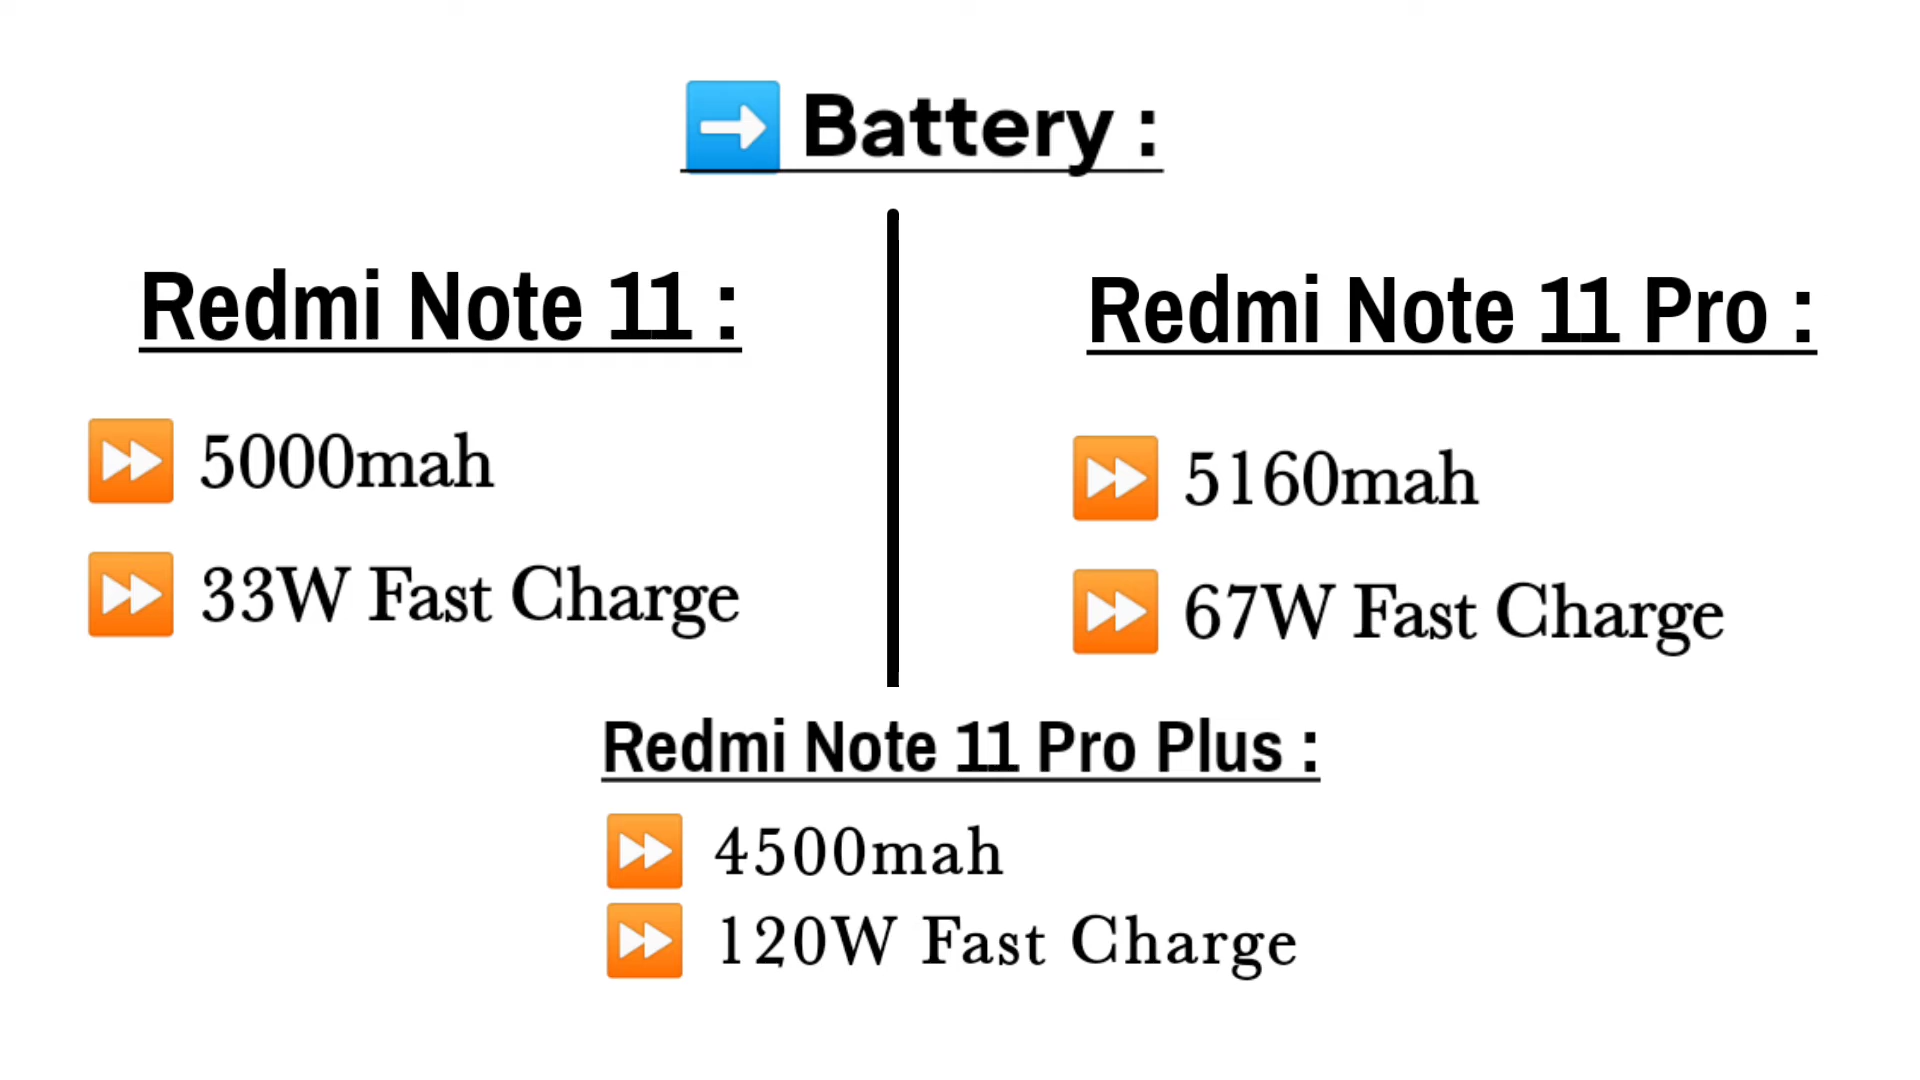 ➡️ Battery :
Redmi Note 11 :
⏩ 5000mah
⏩ 33W Fast Charge
Redmi Note 11 Pro :
⏩ 5160mah
⏩ 67W Fast Charge
Redmi Note 11 Pro Plus :
⏩ 4500mah
⏩ 120W Fast Charge